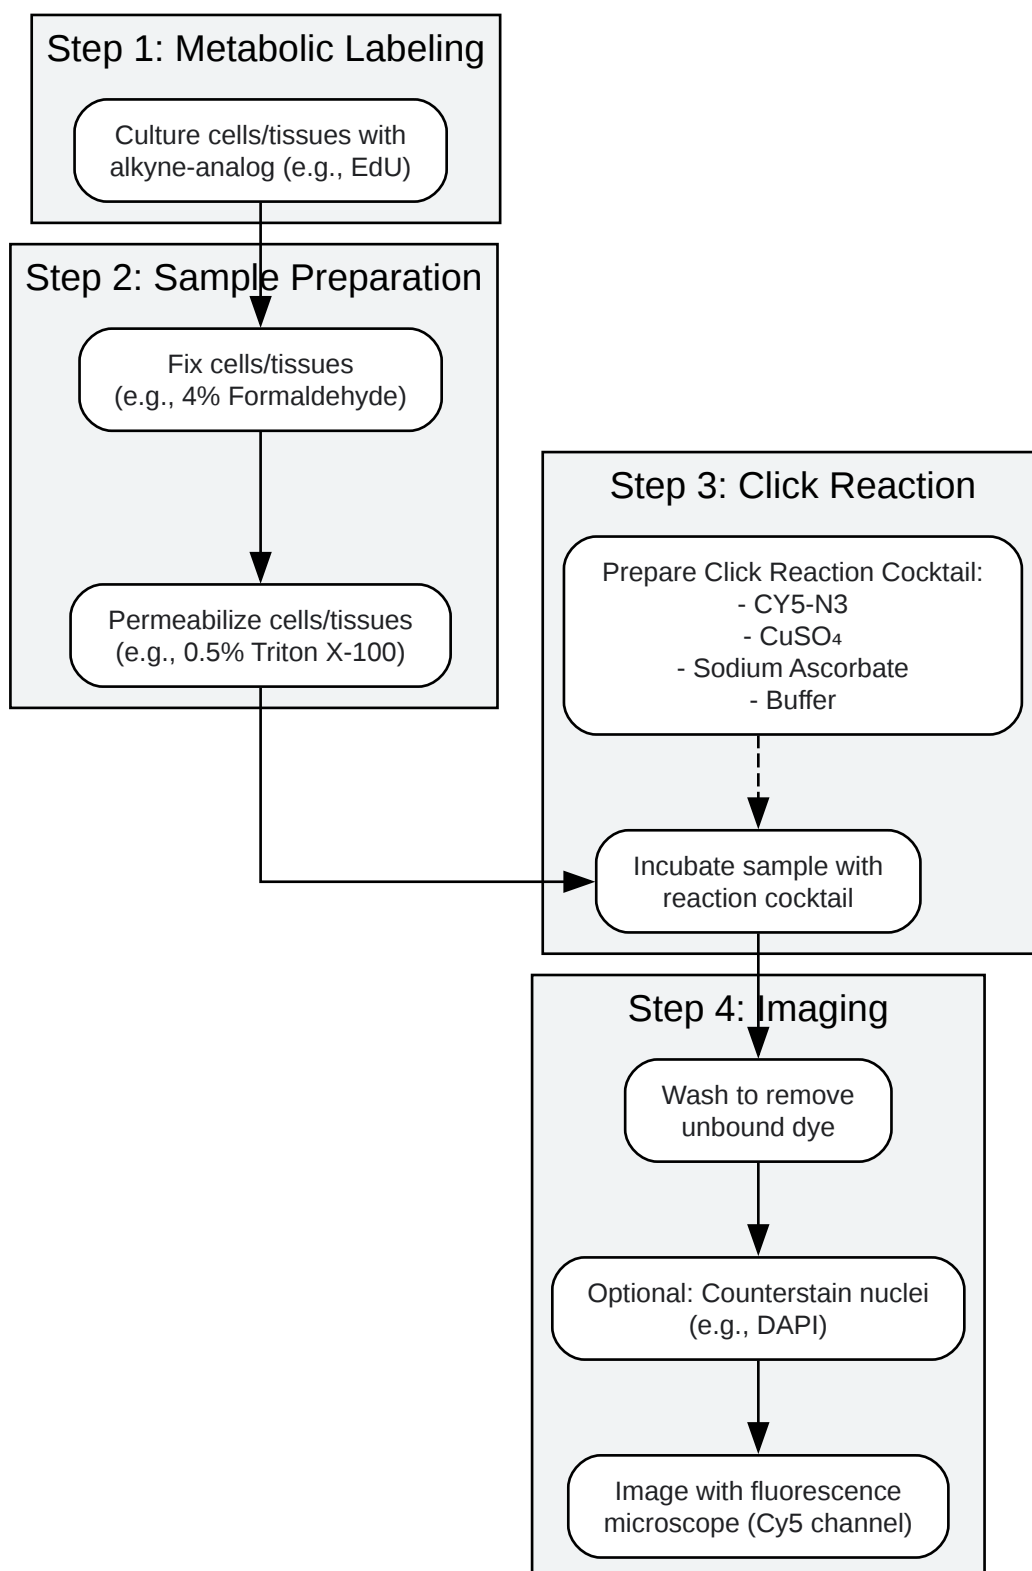 Step 1: Metabolic Labeling
Culture cells/tissues with
alkyne-analog (e.g., EdU)
Step 2: Sample Preparation
Fix cells/tissues
(e.g., 4% Formaldehyde)
Permeabilize cells/tissues
(e.g., 0.5% Triton X-100)
Step 3: Click Reaction
Prepare Click Reaction Cocktail:
- CY5-N3
- CuSO₄
- Sodium Ascorbate
- Buffer
Incubate sample with
reaction cocktail
Step 4: Imaging
Wash to remove
unbound dye
Optional: Counterstain nuclei
(e.g., DAPI)
Image with fluorescence
microscope (Cy5 channel)